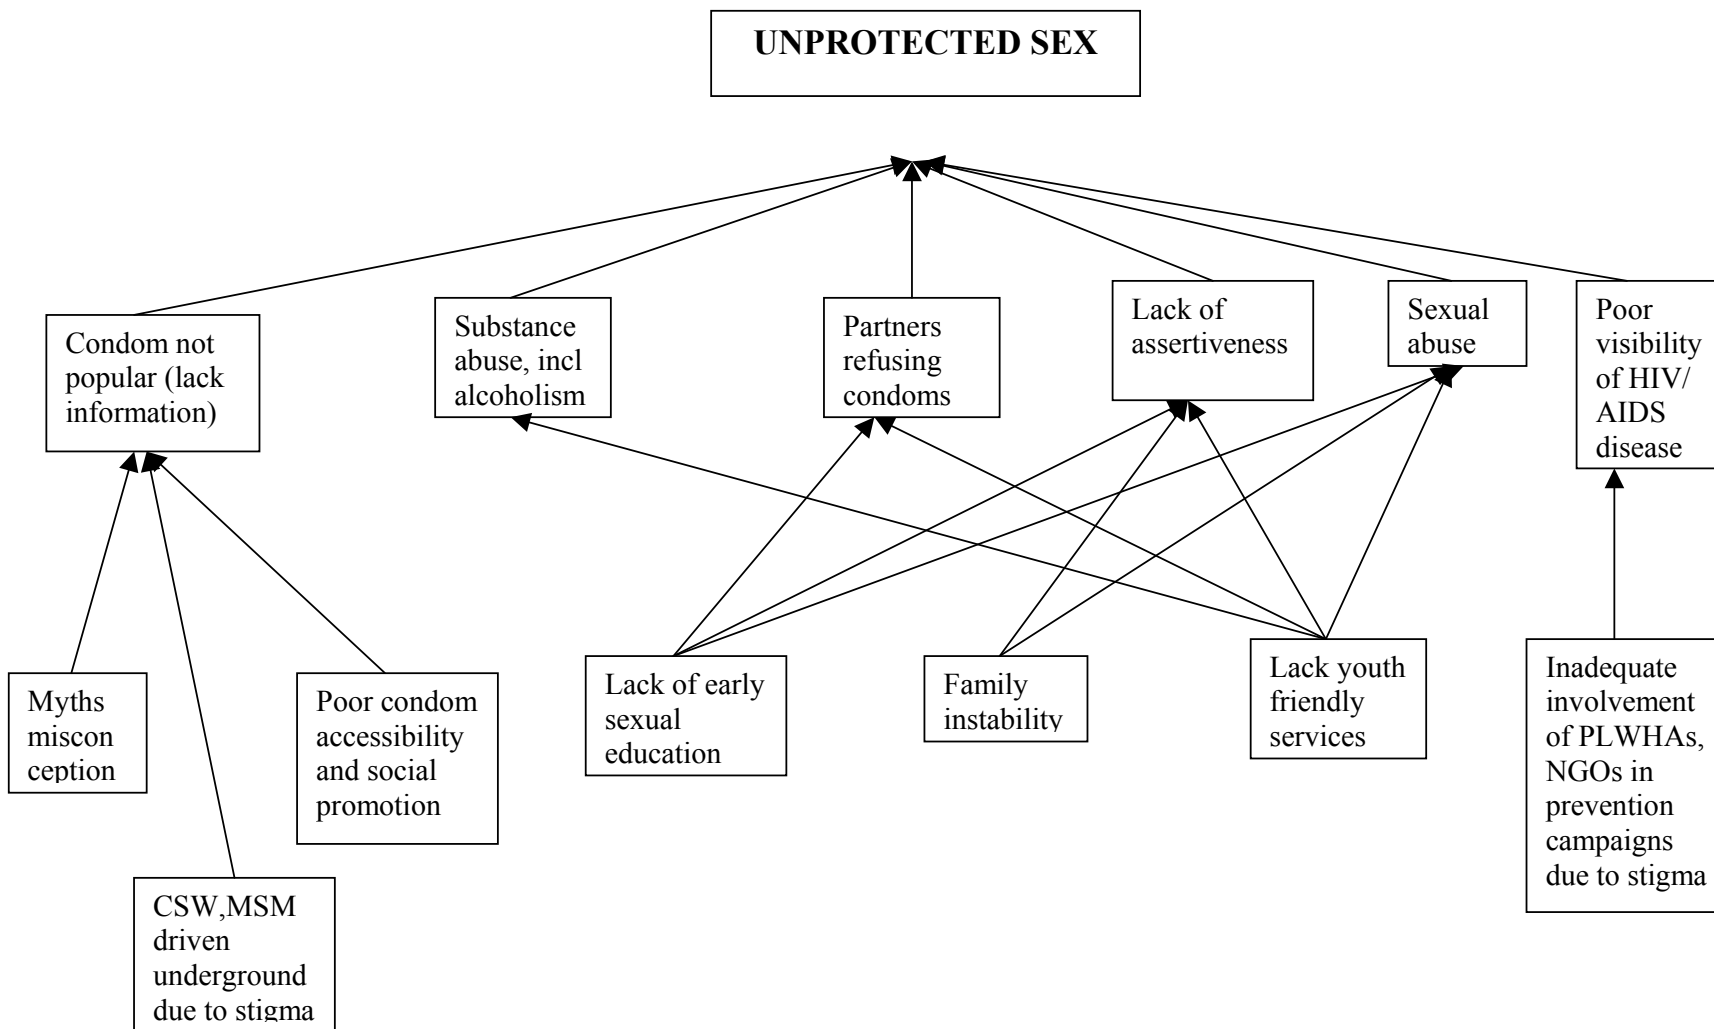 UNPROTECTED SEX
Condom not
popular (lack
information)
Substance
abuse, incl
alcoholism
Partners
refusing
condoms
Lack of
assertiveness
Sexual
abuse
Poor
visibility
of HIV/
AIDS
disease
Myths
miscon
ception
Poor condom
accessibility
and social
promotion
Lack of early
sexual
education
Family
instability
Lack youth
friendly
services
Inadequate
involvement
of PLWHAs,
NGOs in
prevention
campaigns
due to stigma
CSW,MSM
driven
underground
due to stigma